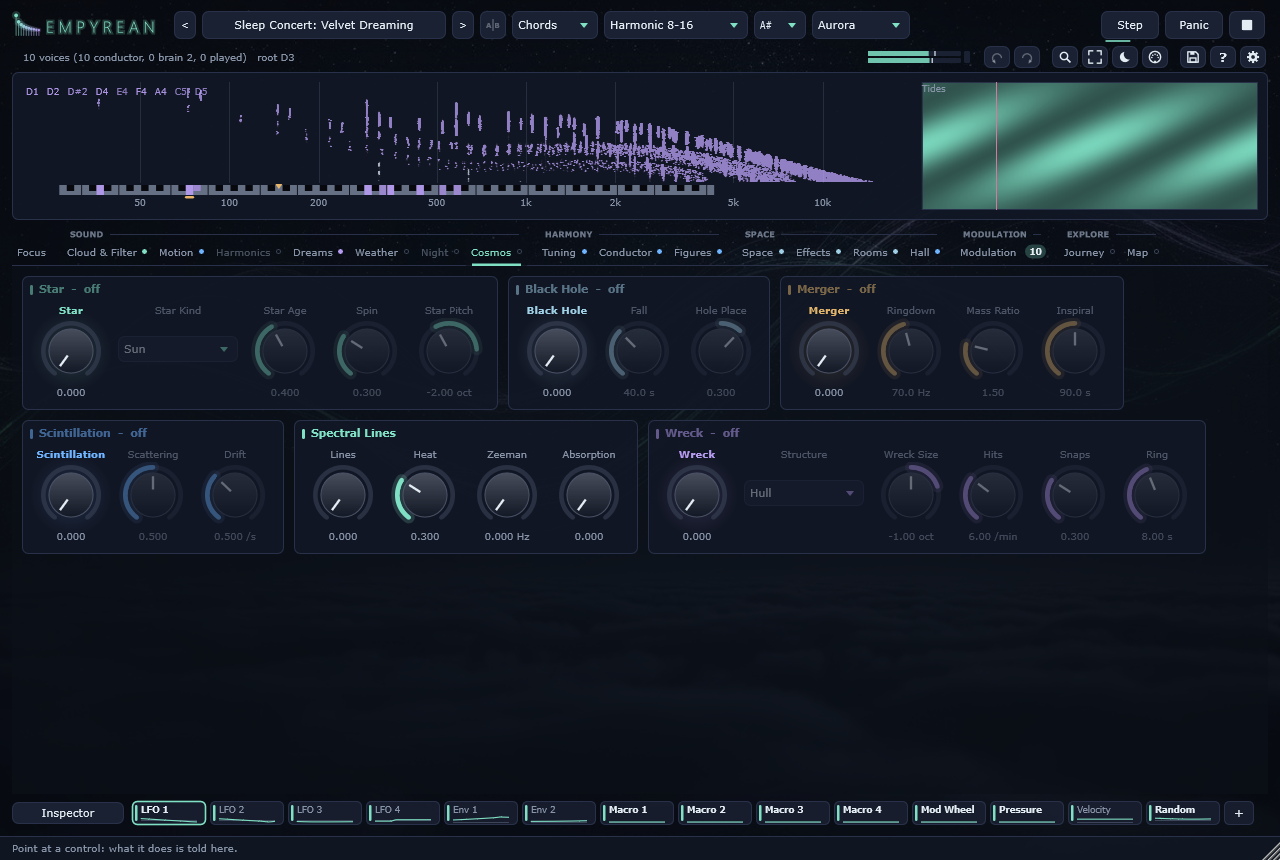 EMPYREAN
< Sleep Concert: Velvet Dreaming > A|B Chords Harmonic 8-16 A# Aurora Step Panic
10 voices (10 conductor, 0 brain 2, 0 played) root D3
?
D1 D2 D#2 D4 E4 F4 A4 C5 D5
Tides
50 100 200 500 1k 2k 5k 10k
SOUND HARMONY SPACE MODULATION EXPLORE
Focus Cloud & Filter Motion Harmonics Dreams Weather Night Cosmos Tuning Conductor Figures Space Effects Rooms Hall Modulation 10 Journey Map
Star - off Black Hole - off Merger - off
Star Star Kind Star Age Spin Star Pitch Black Hole Fall Hole Place Merger Ringdown Mass Ratio Inspiral
Sun
0.000 0.400 0.300 -2.00 oct 0.000 40.0 s 0.300 0.000 70.0 Hz 1.50 90.0 s
Scintillation - off Spectral Lines Wreck - off
Scintillation Scattering Drift Lines Heat Zeeman Absorption Wreck Structure Wreck Size Hits Snaps Ring
Hull
0.000 0.500 0.500 /s 0.000 0.300 0.000 Hz 0.000 0.000 -1.00 oct 6.00 /min 0.300 8.00 s
Inspector LFO 1 LFO 2 LFO 3 LFO 4 Env 1 Env 2 Macro 1 Macro 2 Macro 3 Macro 4 Mod Wheel Pressure Velocity Random +
Point at a control: what it does is told here.